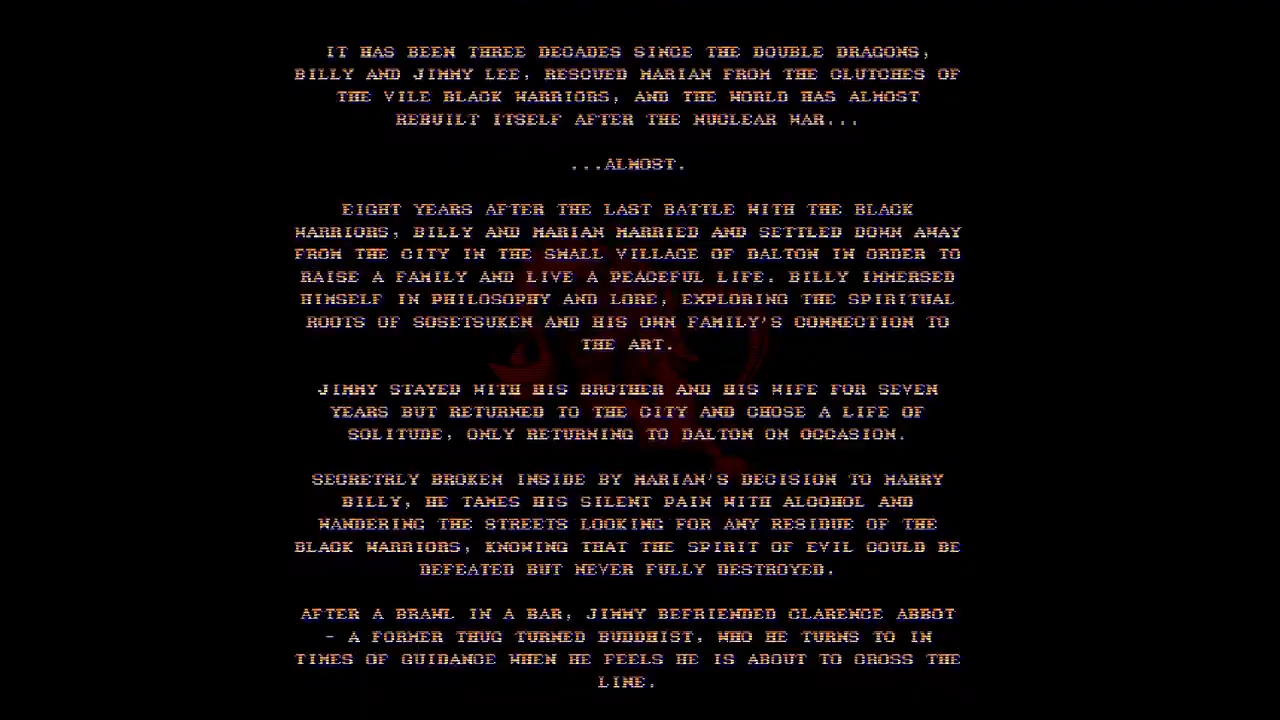 IT HAS BEEN THREE DECADES SINCE THE DOUBLE DRAGONS,
BILLY AND JIMMY LEE, RESCUED MARIAN FROM THE CLUTCHES OF
THE VILE BLACK WARRIORS, AND THE WORLD HAS ALMOST
REBUILT ITSELF AFTER THE NUCLEAR WAR...
...ALMOST.
EIGHT YEARS AFTER THE LAST BATTLE WITH THE BLACK
WARRIORS, BILLY AND MARIAN MARRIED AND SETTLED DOWN AWAY
FROM THE CITY IN THE SMALL VILLAGE OF DALTON IN ORDER TO
RAISE A FAMILY AND LIVE A PEACEFUL LIFE. BILLY IMMERSED
HIMSELF IN PHILOSOPHY AND LORE, EXPLORING THE SPIRITUAL
ROOTS OF SOSETSUKEN AND HIS OWN FAMILY'S CONNECTION TO
THE ART.
JIMMY STAYED WITH HIS BROTHER AND HIS WIFE FOR SEVEN
YEARS BUT RETURNED TO THE CITY AND CHOSE A LIFE OF
SOLITUDE, ONLY RETURNING TO DALTON ON OCCASION.
SECRETRLY BROKEN INSIDE BY MARIAN'S DECISION TO MARRY
BILLY, HE TAMES HIS SILENT PAIN WITH ALCOHOL AND
WANDERING THE STREETS LOOKING FOR ANY RESIDUE OF THE
BLACK WARRIORS, KNOWING THAT THE SPIRIT OF EVIL COULD BE
DEFEATED BUT NEVER FULLY DESTROYED.
AFTER A BRAWL IN A BAR, JIMMY BEFRIENDED CLARENCE ABBOT
- A FORMER THUG TURNED BUDDHIST, WHO HE TURNS TO IN
TIMES OF GUIDANCE WHEN HE FEELS HE IS ABOUT TO CROSS THE
LINE.